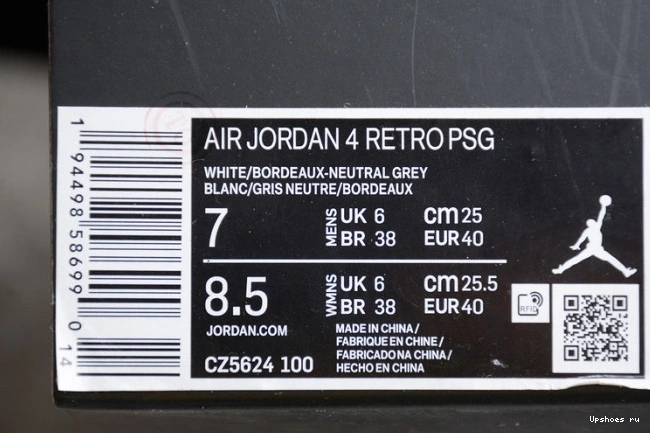 AIR JORDAN 4 RETRO PSG
WHITE/BORDEAUX-NEUTRAL GREY
BLANC/GRIS NEUTRE/BORDEAUX
7
MENS
UK 6
cm 25
BR 38
EUR 40
8.5
WMNS
UK 6
cm 25.5
BR 38
EUR 40
JORDAN.COM
CZ5624 100
MADE IN CHINA/
FABRIQUE EN CHINE/
FABRICADO NA CHINA/
HECHO EN CHINA
RFID
1 94498 58699 0 14
Upshoes ru